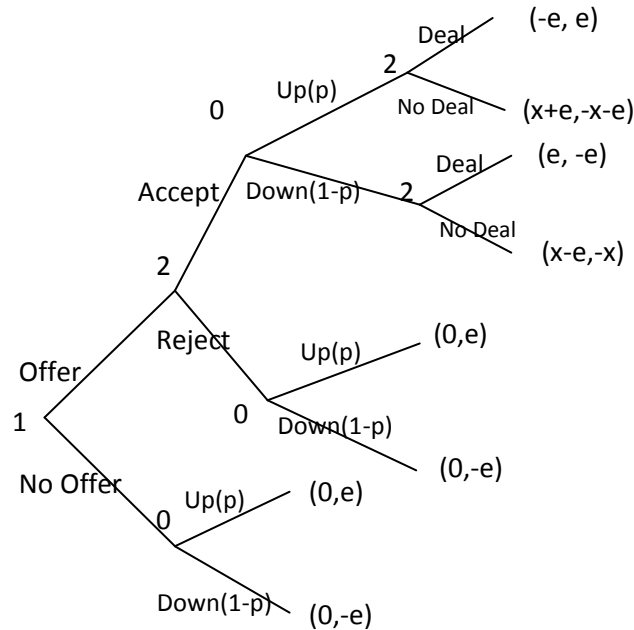 Deal
(-e, e)
2
Up(p)
No Deal
(x+e,-x-e)
0
Deal
(e, -e)
Accept
Down(1-p)
2
No Deal
(x-e,-x)
2
Reject
Up(p)
(0,e)
Offer
0
Down(1-p)
1
(0,-e)
No Offer
Up(p)
(0,e)
0
Down(1-p)
(0,-e)